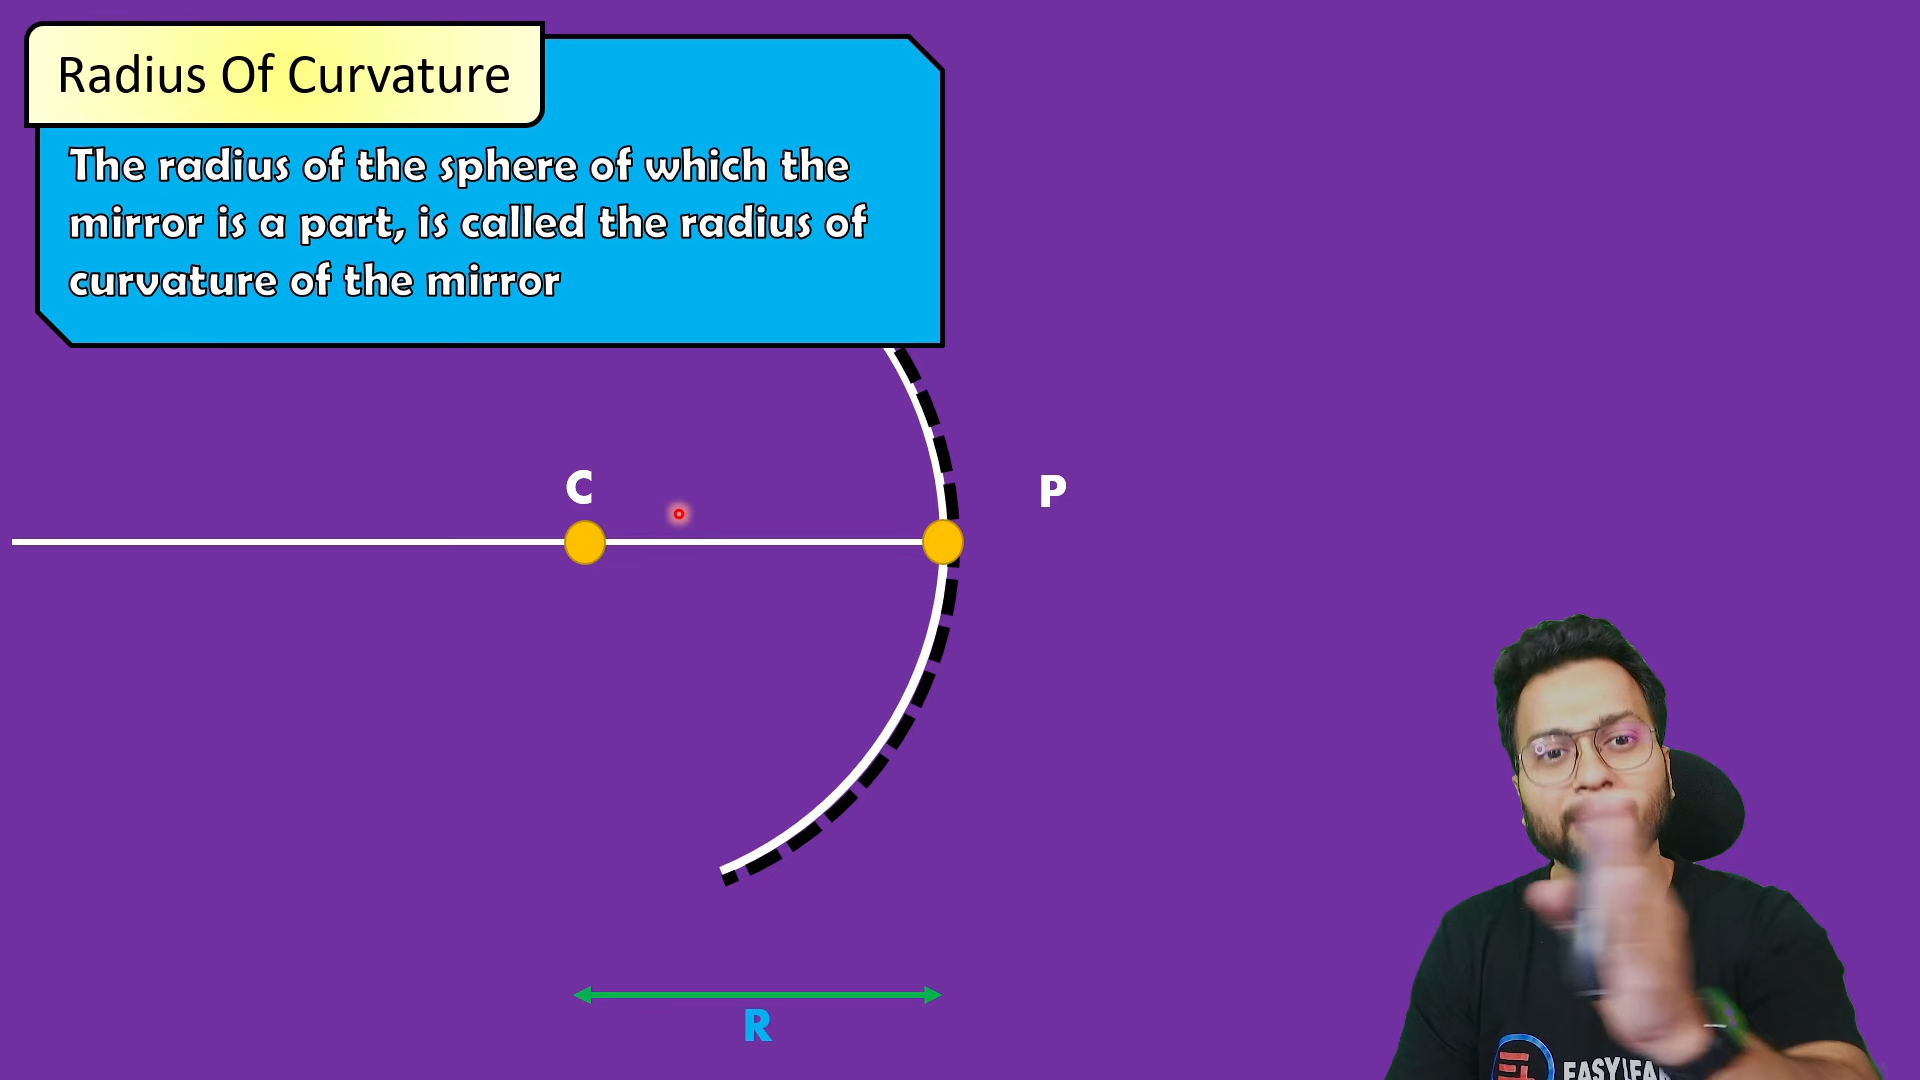 Radius Of Curvature
The radius of the sphere of which the
mirror is a part, is called the radius of
curvature of the mirror
C
P
R